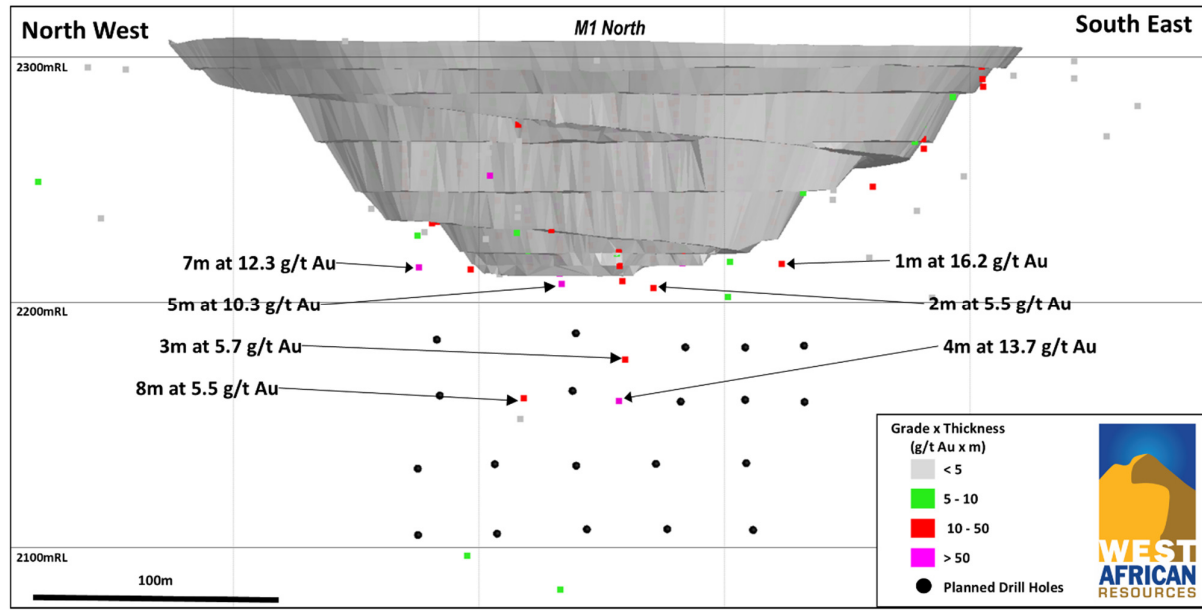 North West
M1 North
South East
2300mRL
7m at 12.3 g/t Au
1m at 16.2 g/t Au
5m at 10.3 g/t Au
2m at 5.5 g/t Au
2200mRL
3m at 5.7 g/t Au
4m at 13.7 g/t Au
8m at 5.5 g/t Au
Grade x Thickness
(g/t Au x m)
< 5
5 - 10
10 - 50
> 50
Planned Drill Holes
WEST
AFRICAN
RESOURCES
2100mRL
100m